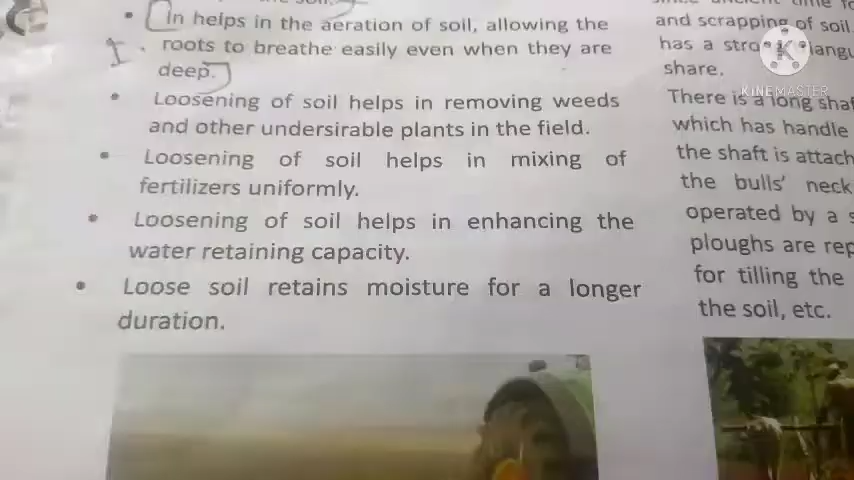 • In helps in the aeration of soil, allowing the
roots to breathe easily even when they are
deep.
• Loosening of soil helps in removing weeds
and other undersirable plants in the field.
• Loosening of soil helps in mixing of
fertilizers uniformly.
• Loosening of soil helps in enhancing the
water retaining capacity.
• Loose soil retains moisture for a longer
duration.
and scrapping of soil.
has a
share.
There is a long
which has handle
the shaft is
the bulls' neck
operated by a
ploughs are
for tilling the
the soil, etc.
KINEMASTER